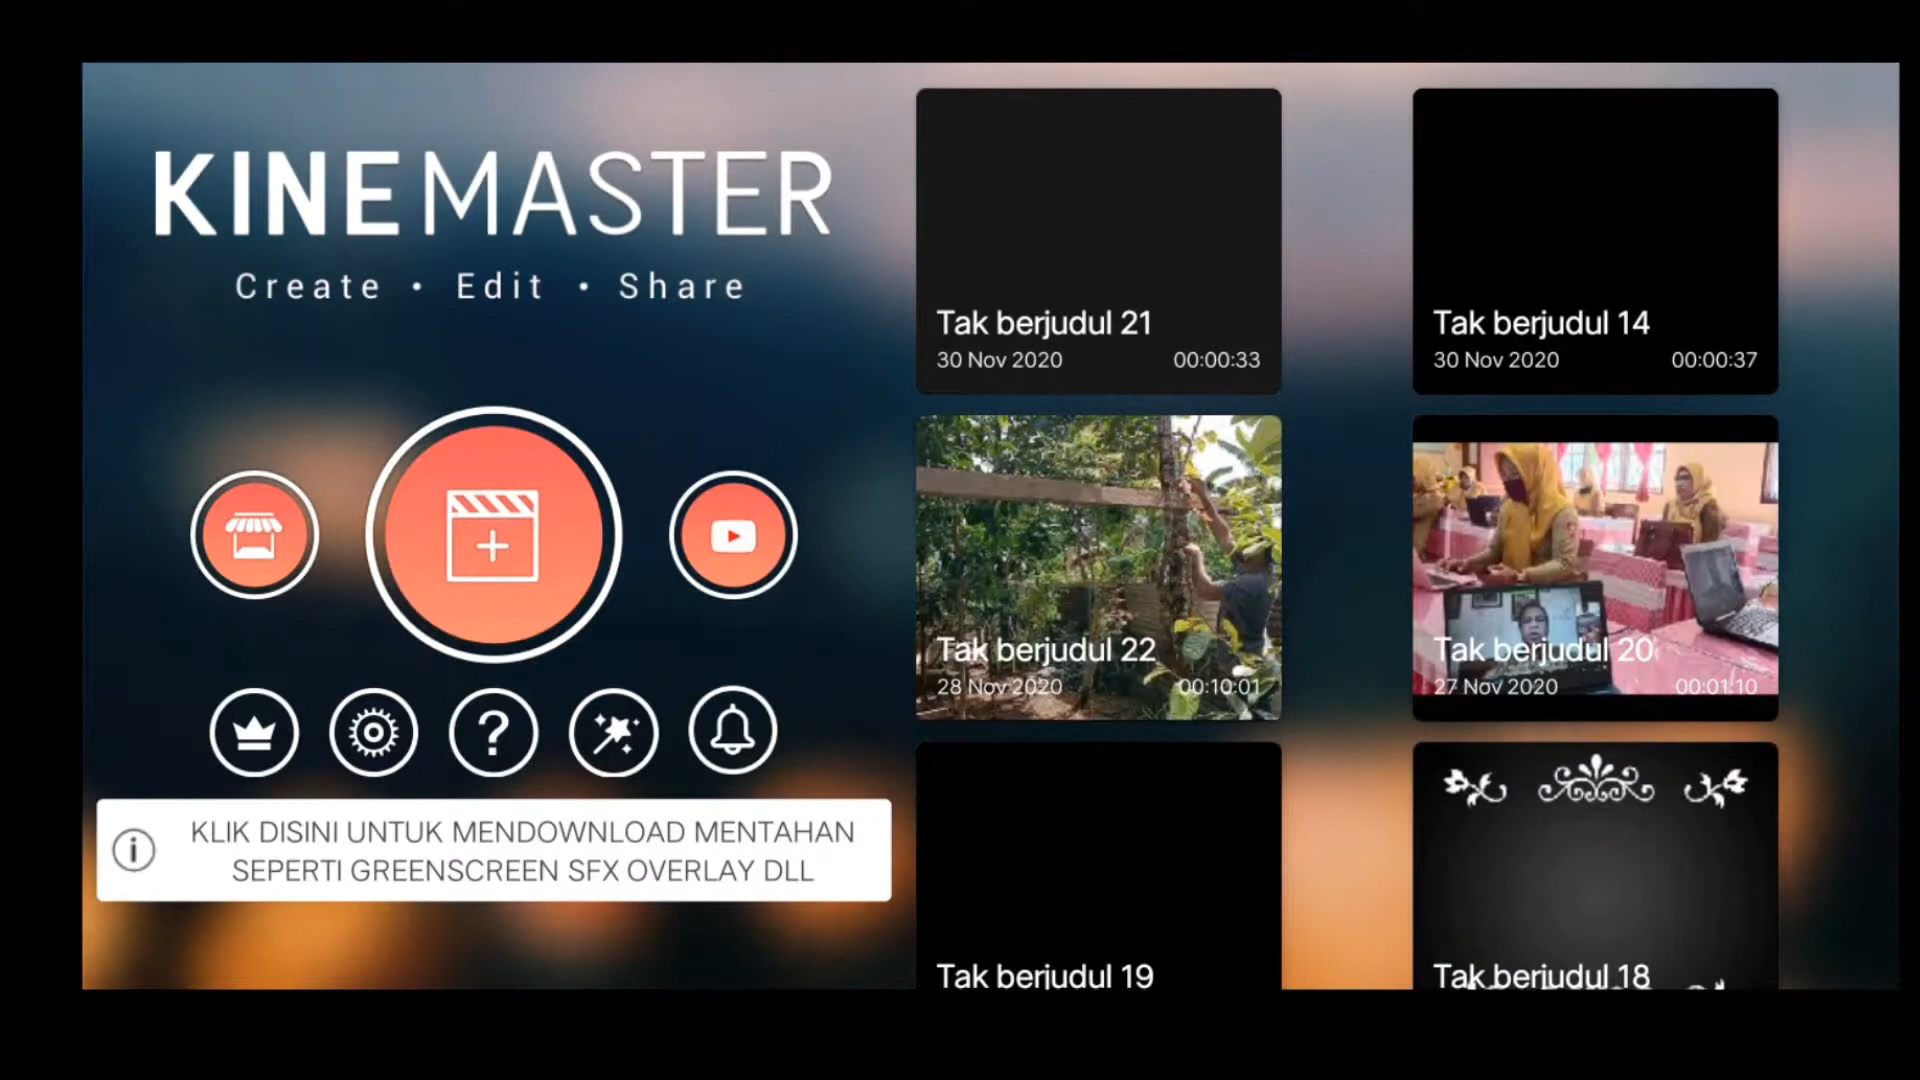 KINEMASTER
Create • Edit • Share
KLIK DISINI UNTUK MENDOWNLOAD MENTAHAN
SEPERTI GREENSCREEN SFX OVERLAY DLL
Tak berjudul 21
30 Nov 2020 00:00:33
Tak berjudul 14
30 Nov 2020 00:00:37
Tak berjudul 22
28 Nov 2020 00:10:01
Tak berjudul 20
27 Nov 2020 00:01:10
Tak berjudul 19
Tak berjudul 18